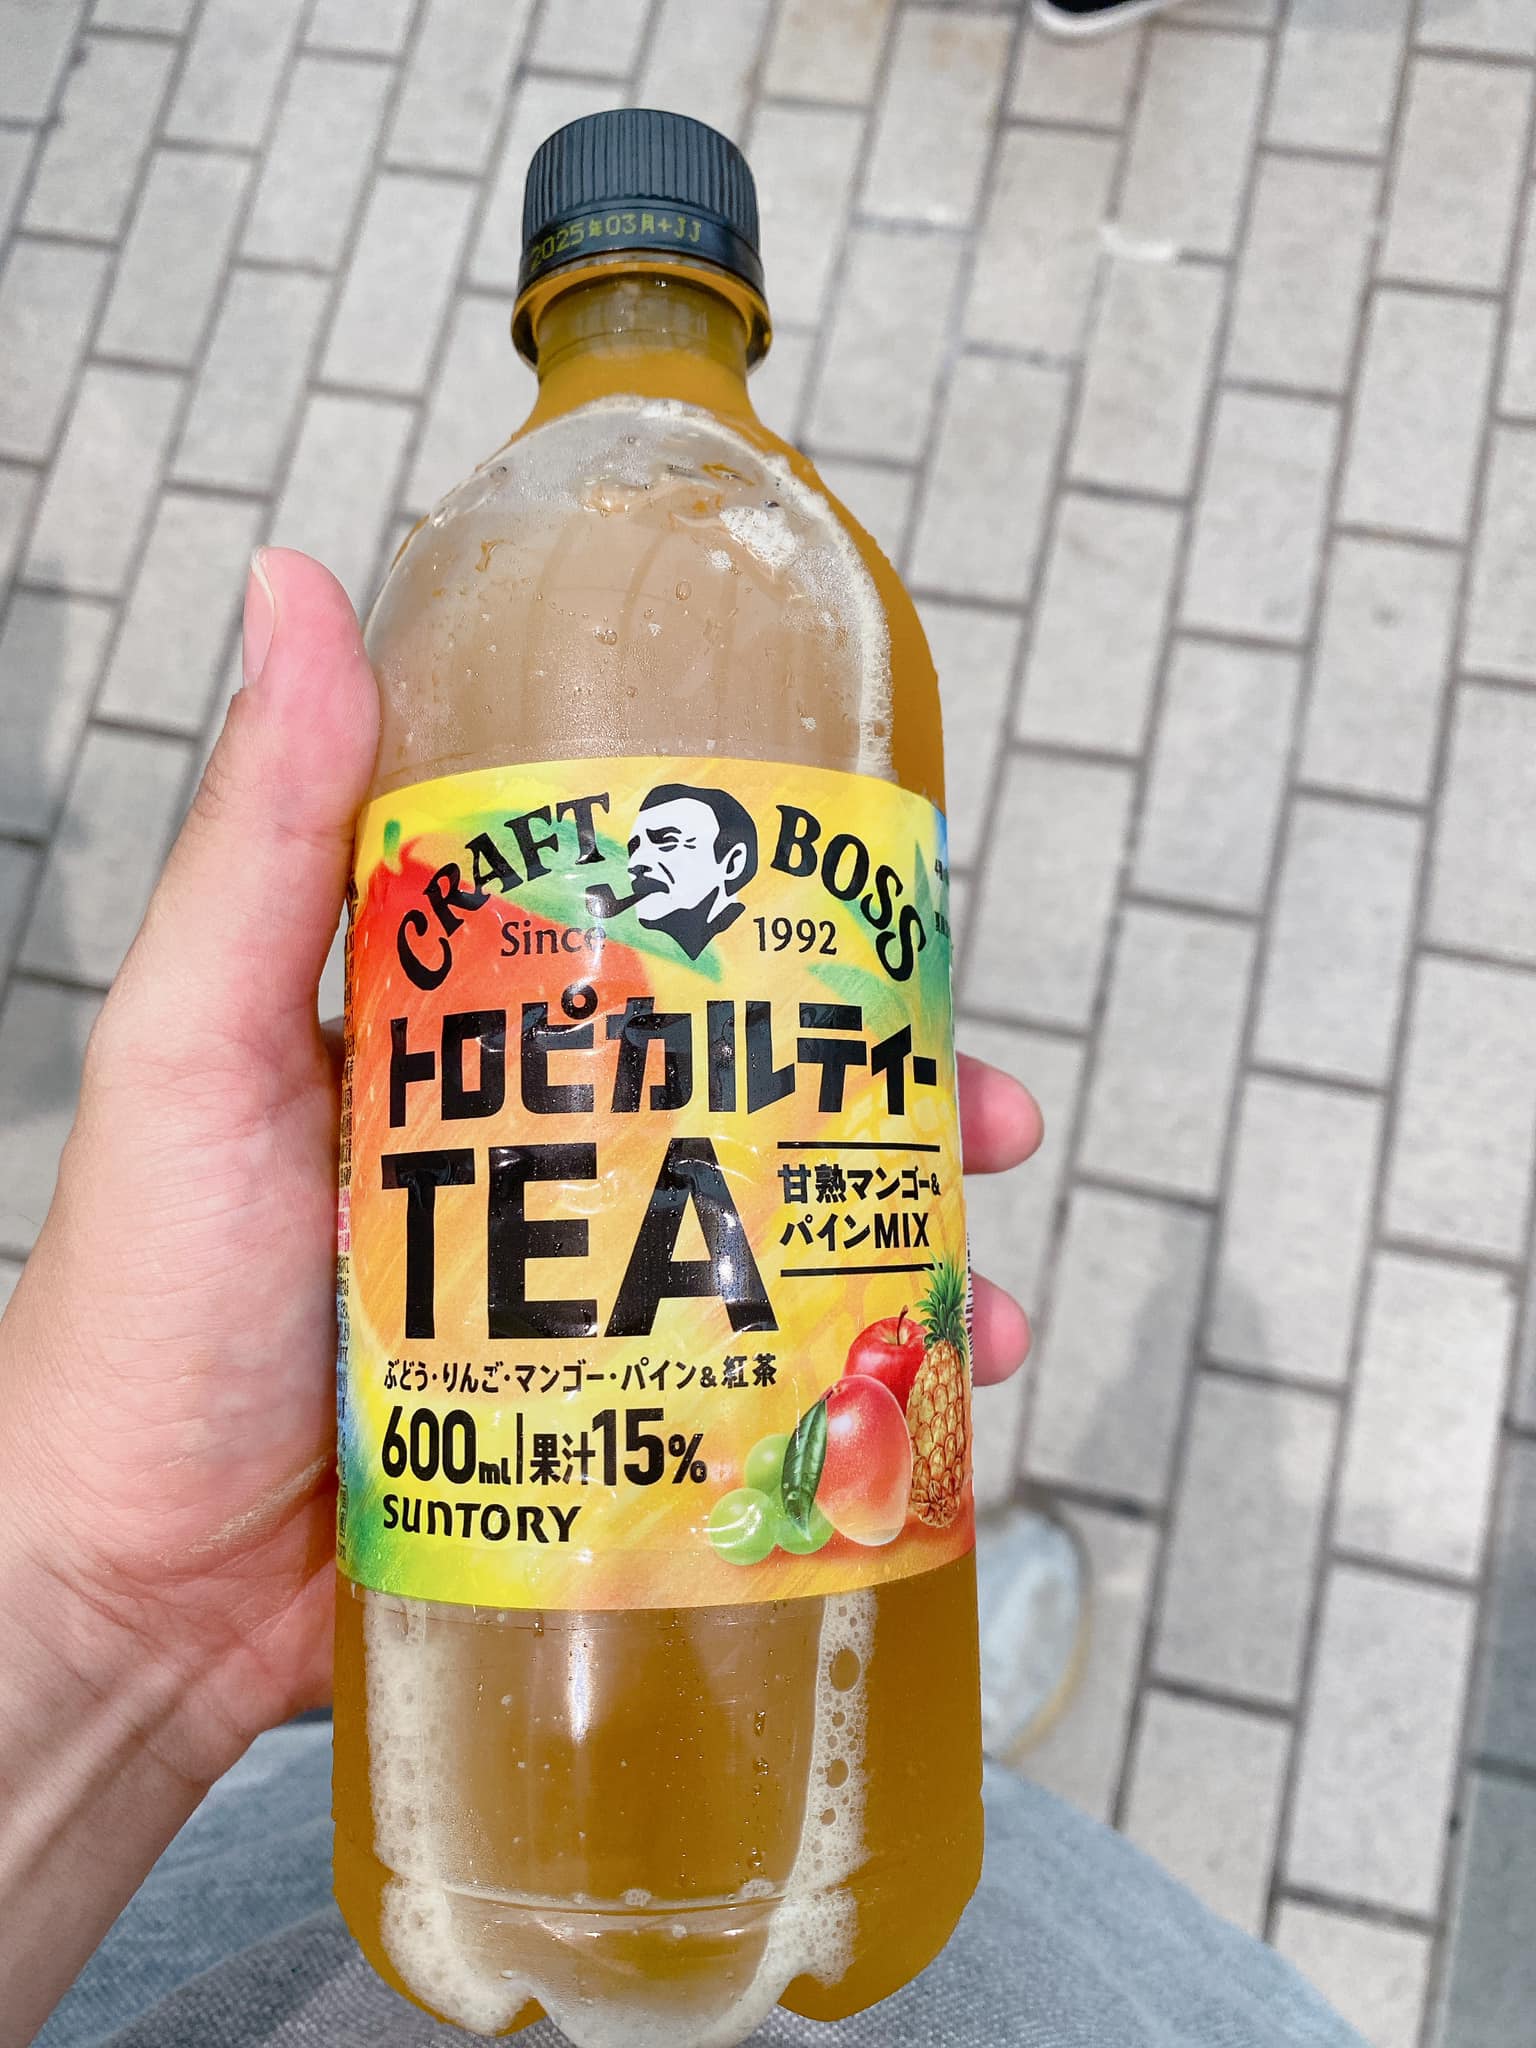 2025年03月+JJ
CRAFT BOSS
Since 1992
トロピカルティー
TEA
甘熟マンゴー&
パインMIX
ぶどう・りんご・マンゴー・パイン&紅茶
600ml 果汁15%
SUNTORY